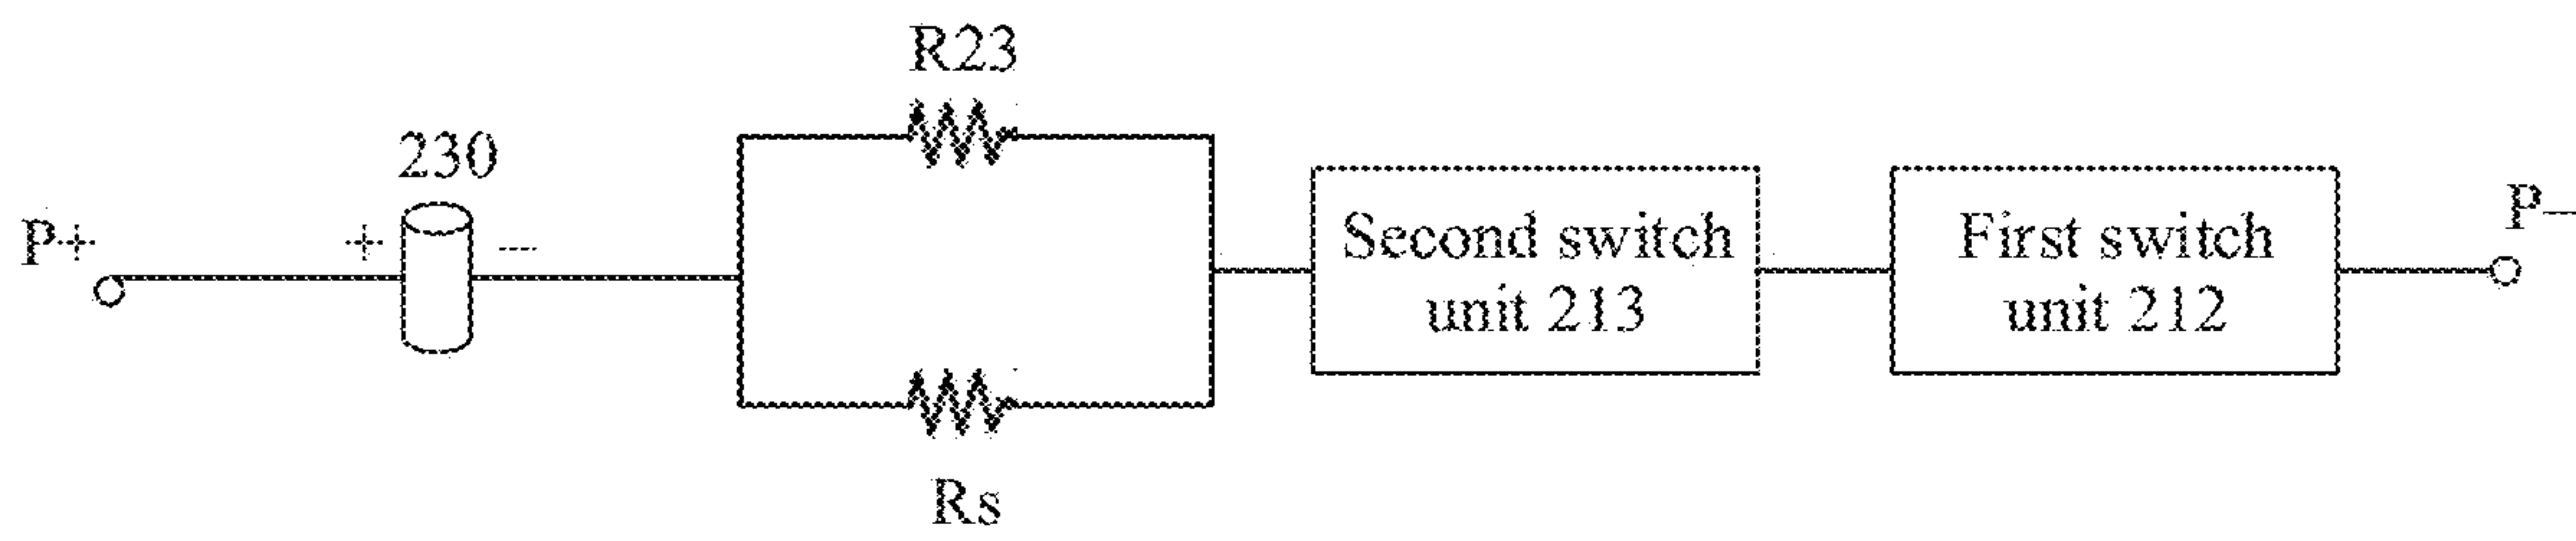 R23
230
P+
+
−
Second switch
unit 213
First switch
unit 212
P−
Rs